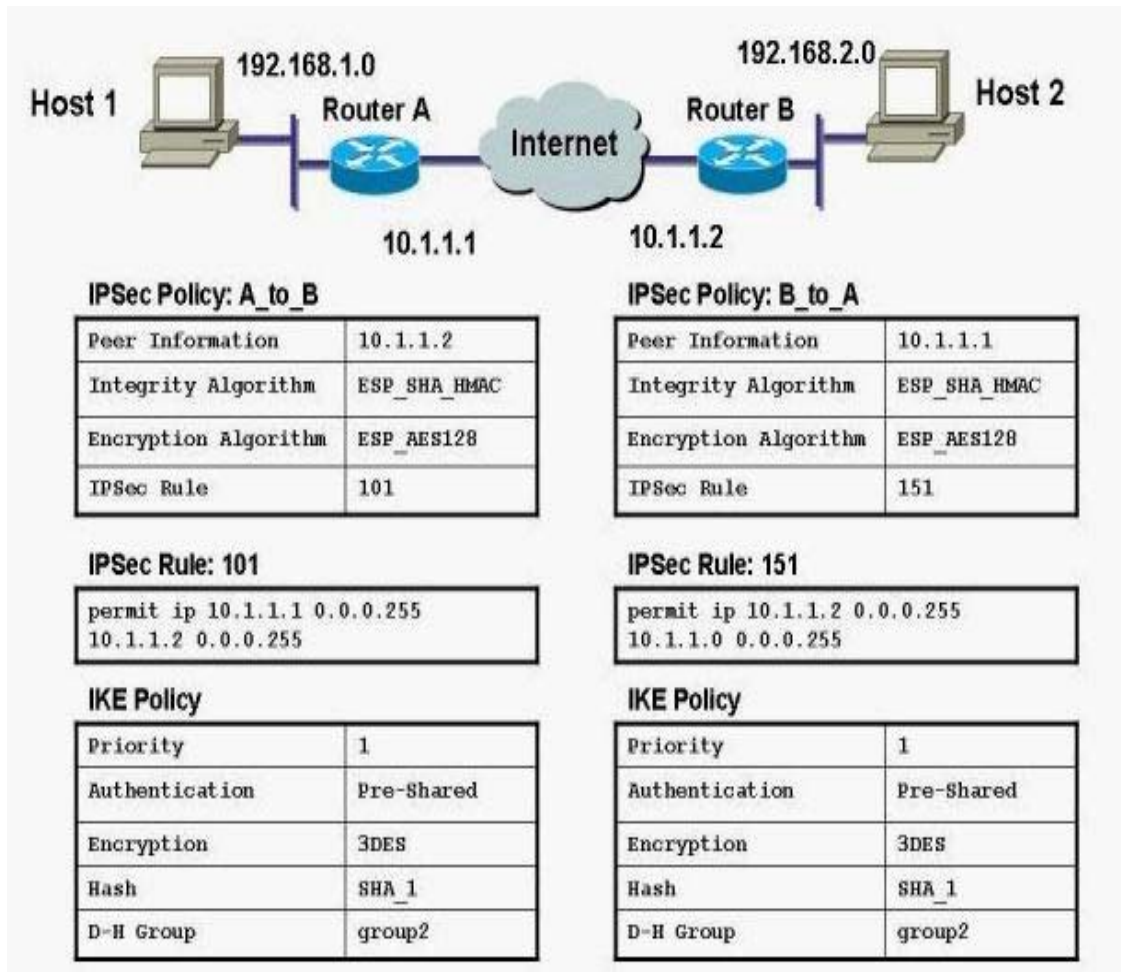 192.168.1.0
192.168.2.0
Host 1
Router A
Internet
Router B
Host 2
10.1.1.1
10.1.1.2
IPSec Policy: A_to_B
Peer Information 10.1.1.2
Integrity Algorithm ESP_SHA_HMAC
Encryption Algorithm ESP_AES128
IPSec Rule 101
IPSec Rule: 101
permit ip 10.1.1.1 0.0.0.255
10.1.1.2 0.0.0.255
IKE Policy
Priority 1
Authentication Pre-Shared
Encryption 3DES
Hash SHA_1
D-H Group group2
IPSec Policy: B_to_A
Peer Information 10.1.1.1
Integrity Algorithm ESP_SHA_HMAC
Encryption Algorithm ESP_AES128
IPSec Rule 151
IPSec Rule: 151
permit ip 10.1.1.2 0.0.0.255
10.1.1.0 0.0.0.255
IKE Policy
Priority 1
Authentication Pre-Shared
Encryption 3DES
Hash SHA_1
D-H Group group2